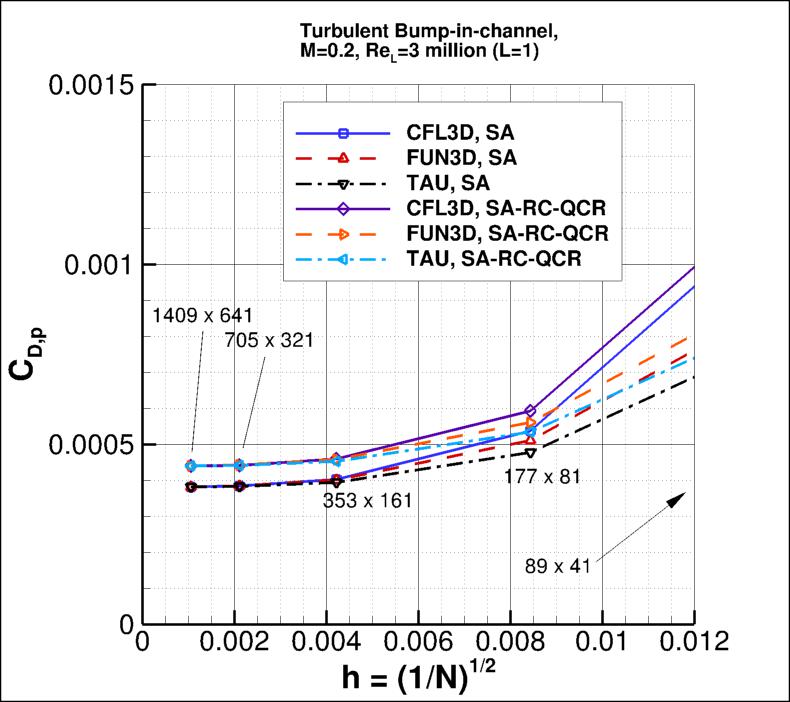 Turbulent Bump-in-channel,
M=0.2, ReL=3 million (L=1)
0.0015
CFL3D, SA
FUN3D, SA
TAU, SA
CFL3D, SA-RC-QCR
FUN3D, SA-RC-QCR
TAU, SA-RC-QCR
0.001
1409 x 641
705 x 321
CD,p
0.0005
353 x 161
177 x 81
89 x 41
0
0 0.002 0.004 0.006 0.008 0.01 0.012
h = (1/N)1/2